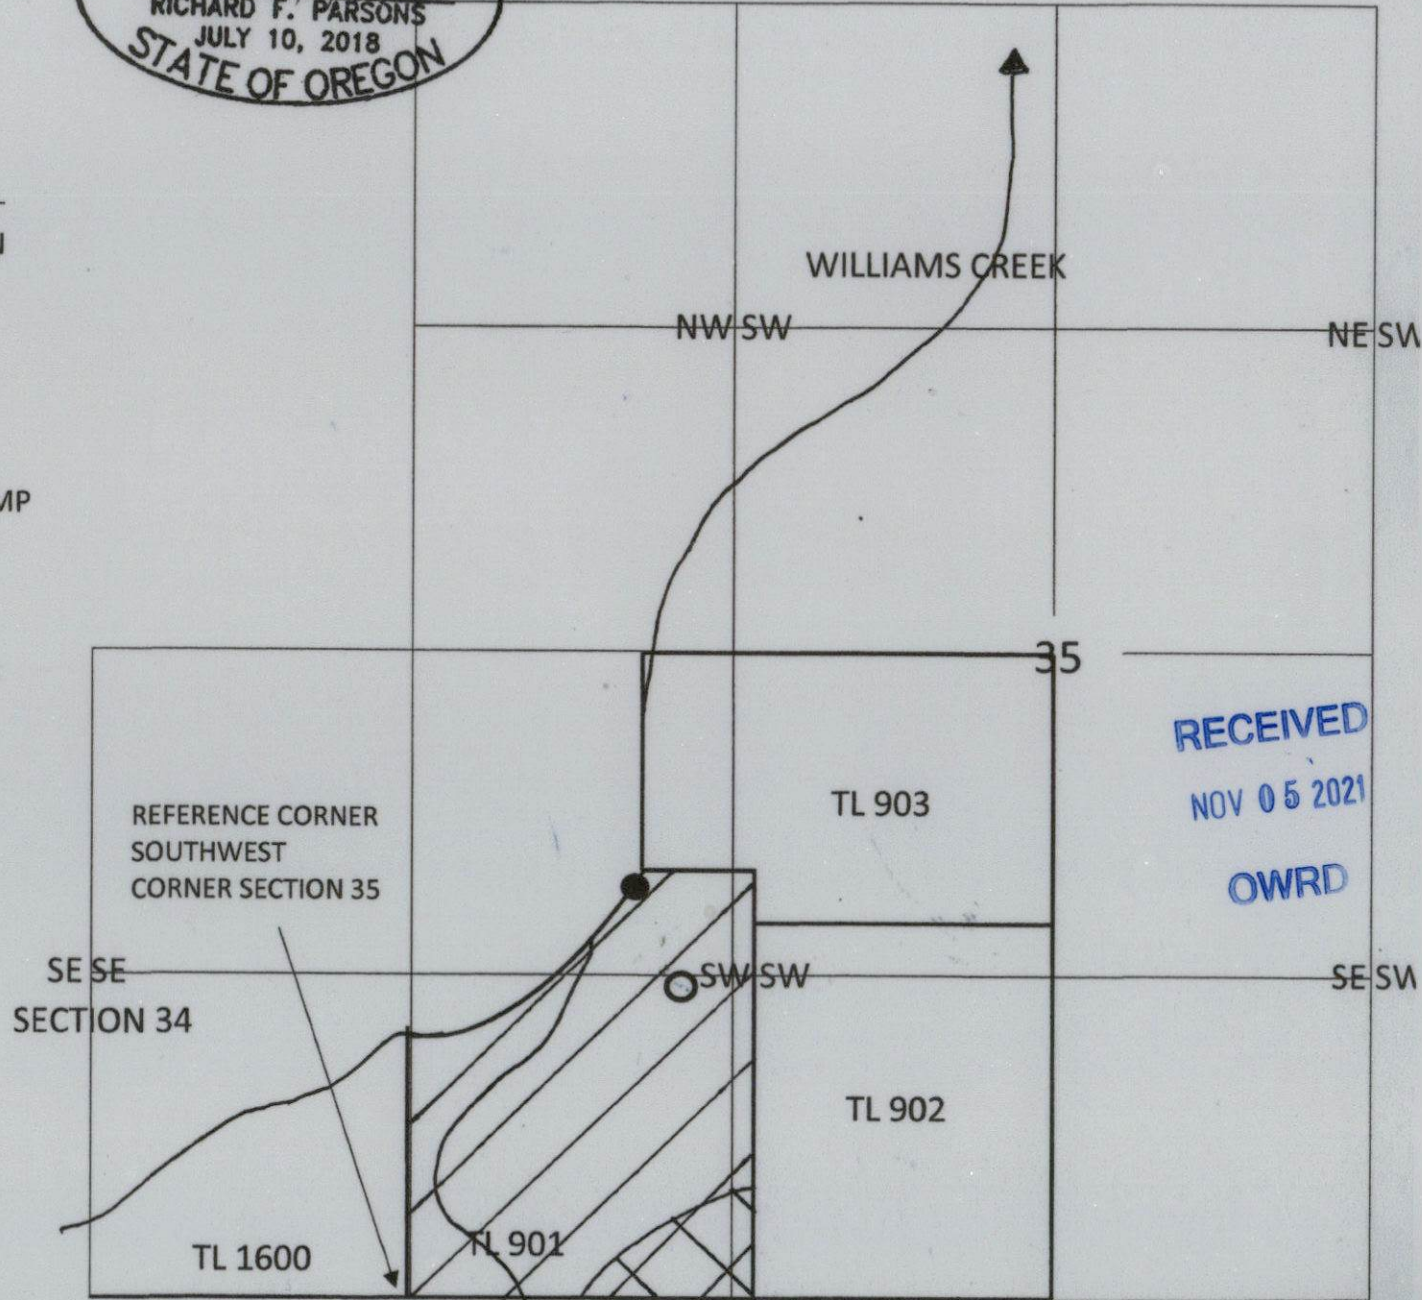 RICHARD F. PARSONS
JULY 10, 2018
STATE OF OREGON
WILLIAMS CREEK
NW SW
NE SW
MP
35
RECEIVED
NOV 05 2021
OWRD
TL 903
REFERENCE CORNER
SOUTHWEST
CORNER SECTION 35
SE SE
SW SW
SE SW
SECTION 34
TL 902
TL 901
TL 1600